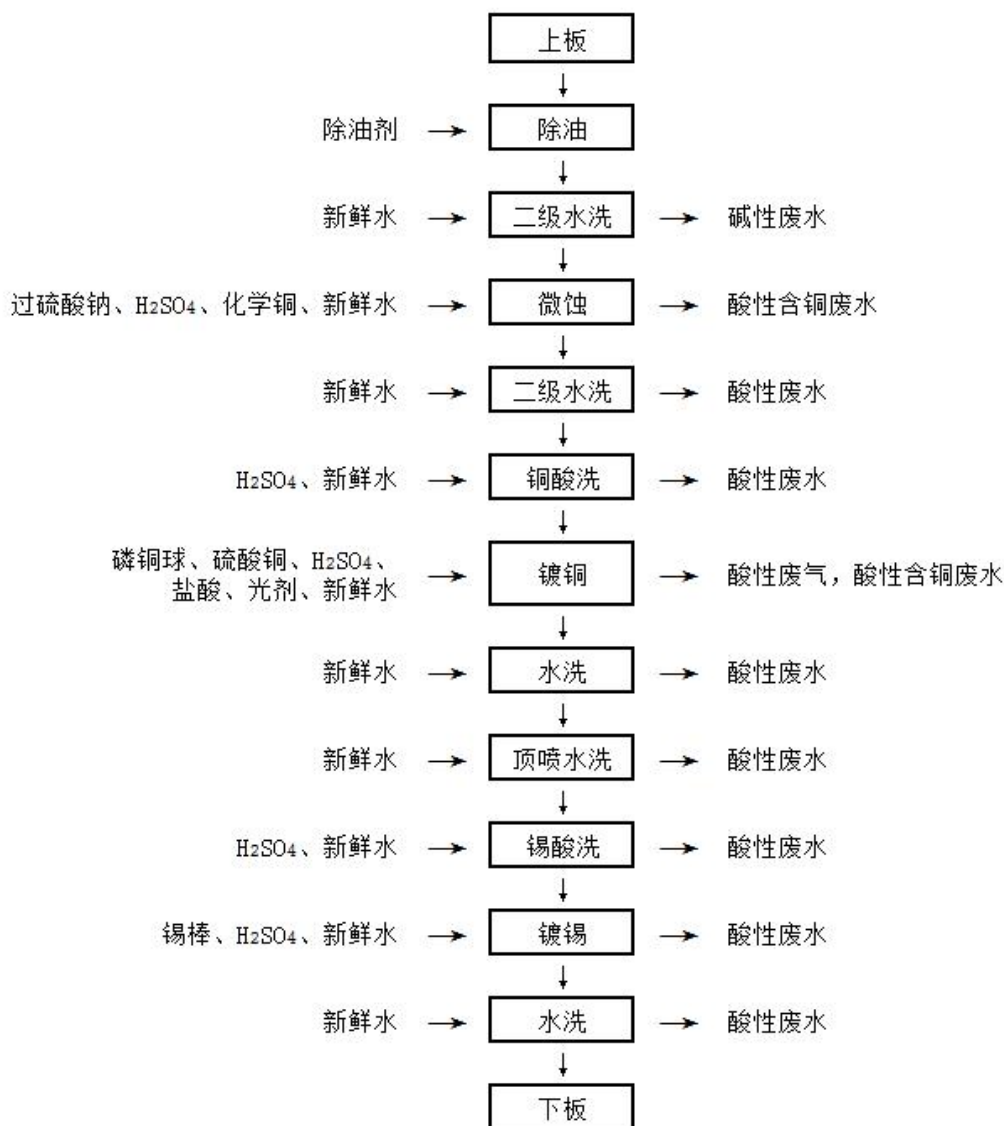 上板
除油剂 → 除油
新鲜水 → 二级水洗 → 碱性废水
过硫酸钠、H₂SO₄、化学铜、新鲜水 → 微蚀 → 酸性含铜废水
新鲜水 → 二级水洗 → 酸性废水
H₂SO₄、新鲜水 → 铜酸洗 → 酸性废水
磷铜球、硫酸铜、H₂SO₄、
盐酸、光剂、新鲜水 → 镀铜 → 酸性废气，酸性含铜废水
新鲜水 → 水洗 → 酸性废水
新鲜水 → 顶喷水洗 → 酸性废水
H₂SO₄、新鲜水 → 锡酸洗 → 酸性废水
锡棒、H₂SO₄、新鲜水 → 镀锡 → 酸性废水
新鲜水 → 水洗 → 酸性废水
下板